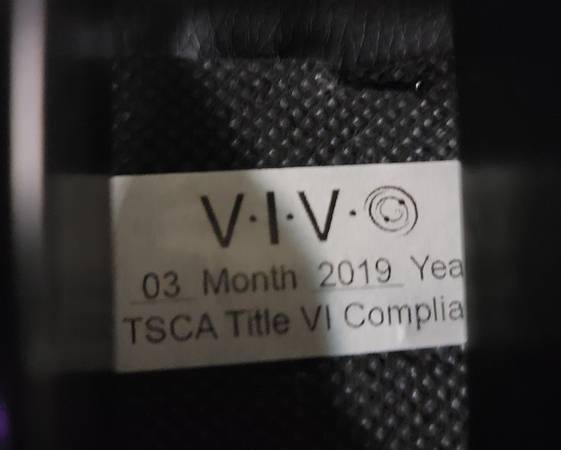 V·I·V·
03 Month 2019 Yea
TSCA Title VI Complia